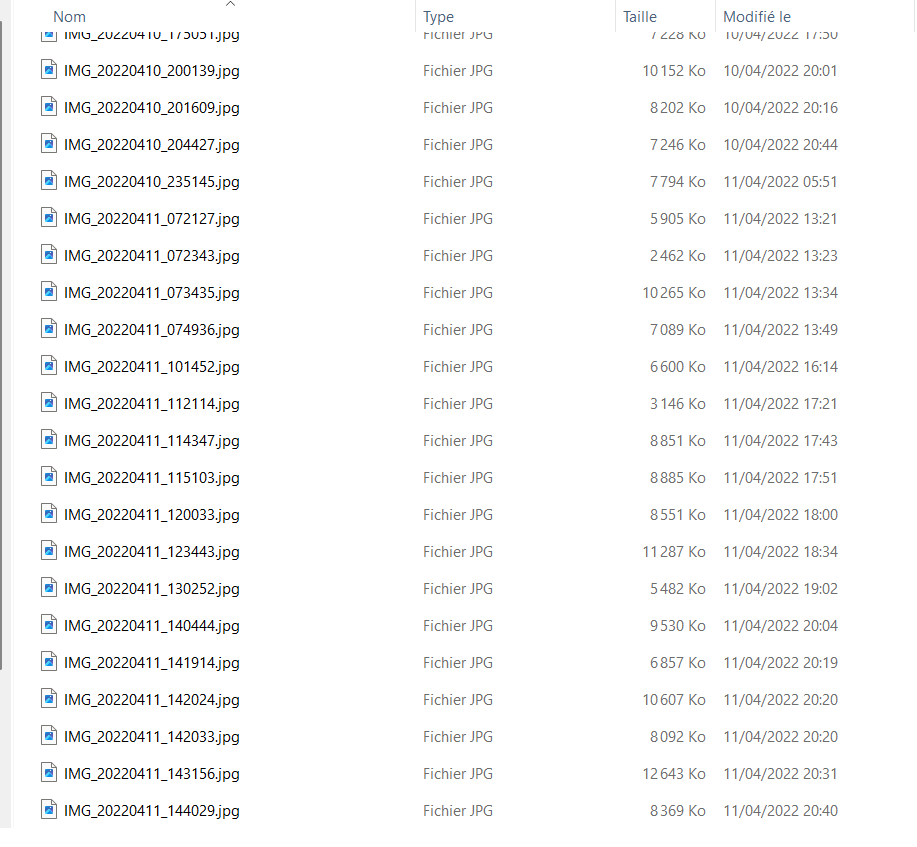 Nom Type Taille Modifié le
IMG_20220410_175051.jpg Fichier JPG 7 228 Ko 10/04/2022 17:50
IMG_20220410_200139.jpg Fichier JPG 10 152 Ko 10/04/2022 20:01
IMG_20220410_201609.jpg Fichier JPG 8 202 Ko 10/04/2022 20:16
IMG_20220410_204427.jpg Fichier JPG 7 246 Ko 10/04/2022 20:44
IMG_20220410_235145.jpg Fichier JPG 7 794 Ko 11/04/2022 05:51
IMG_20220411_072127.jpg Fichier JPG 5 905 Ko 11/04/2022 13:21
IMG_20220411_072343.jpg Fichier JPG 2 462 Ko 11/04/2022 13:23
IMG_20220411_073435.jpg Fichier JPG 10 265 Ko 11/04/2022 13:34
IMG_20220411_074936.jpg Fichier JPG 7 089 Ko 11/04/2022 13:49
IMG_20220411_101452.jpg Fichier JPG 6 600 Ko 11/04/2022 16:14
IMG_20220411_112114.jpg Fichier JPG 3 146 Ko 11/04/2022 17:21
IMG_20220411_114347.jpg Fichier JPG 8 851 Ko 11/04/2022 17:43
IMG_20220411_115103.jpg Fichier JPG 8 885 Ko 11/04/2022 17:51
IMG_20220411_120033.jpg Fichier JPG 8 551 Ko 11/04/2022 18:00
IMG_20220411_123443.jpg Fichier JPG 11 287 Ko 11/04/2022 18:34
IMG_20220411_130252.jpg Fichier JPG 5 482 Ko 11/04/2022 19:02
IMG_20220411_140444.jpg Fichier JPG 9 530 Ko 11/04/2022 20:04
IMG_20220411_141914.jpg Fichier JPG 6 857 Ko 11/04/2022 20:19
IMG_20220411_142024.jpg Fichier JPG 10 607 Ko 11/04/2022 20:20
IMG_20220411_142033.jpg Fichier JPG 8 092 Ko 11/04/2022 20:20
IMG_20220411_143156.jpg Fichier JPG 12 643 Ko 11/04/2022 20:31
IMG_20220411_144029.jpg Fichier JPG 8 369 Ko 11/04/2022 20:40